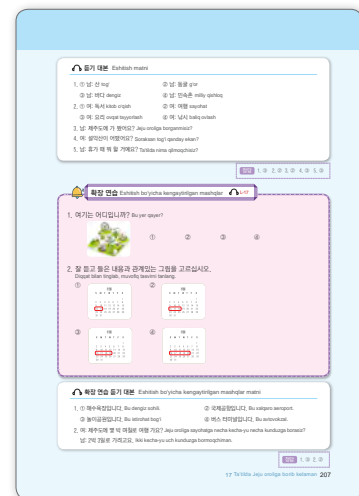 듣기 대본 Eshitish matni
1. ① 남: 산 tog' ② 남: 동굴 g'or
③ 남: 바다 dengiz ④ 남: 민속촌 milliy qishloq
2. ① 여: 독서 kitob o'qish ② 여: 여행 sayohat
③ 여: 요리 ovqat tayyorlash ④ 여: 낚시 baliq ovlash
3. 남: 제주도에 가 봤어요? Jeju oroliga borganmisiz?
4. 여: 설악산이 어땠어요? Soraksan tog'i qanday ekan?
5. 남: 휴가 때 뭐 할 거예요? Ta'tilda nima qilmoqchisiz?
정답 1. ③ 2. ② 3. ② 4. ③ 5. ③
확장 연습 Eshitish bo'yicha kengaytirilgan mashqlar
1. 여기는 어디입니까? Bu yer qayer?
① ② ③ ④
2. 잘 듣고 들은 내용과 관계있는 그림을 고르십시오.
Diqqat bilan tinglab, muvofiq tasvirni tanlang.
① ②
③ ④
확장 연습 듣기 대본 Eshitish bo'yicha kengaytirilgan mashqlar matni
1. ① 해수욕장입니다. Bu dengiz sohili. ② 국제공항입니다. Bu xalqaro aeroport.
③ 놀이공원입니다. Bu istirohat bog'i. ④ 버스 터미널입니다. Bu avtovokzal.
2. 여: 제주도에 몇 박 며칠로 여행 가요? Jeju oroliga sayohatga necha kecha-yu necha kunduzga borasiz?
남: 2박 3일로 가려고요. Ikki kecha-yu uch kunduzga bormoqchiman.
정답 1. ③ 2. ②
17 Ta'tilda Jeju oroliga borib kelaman 207